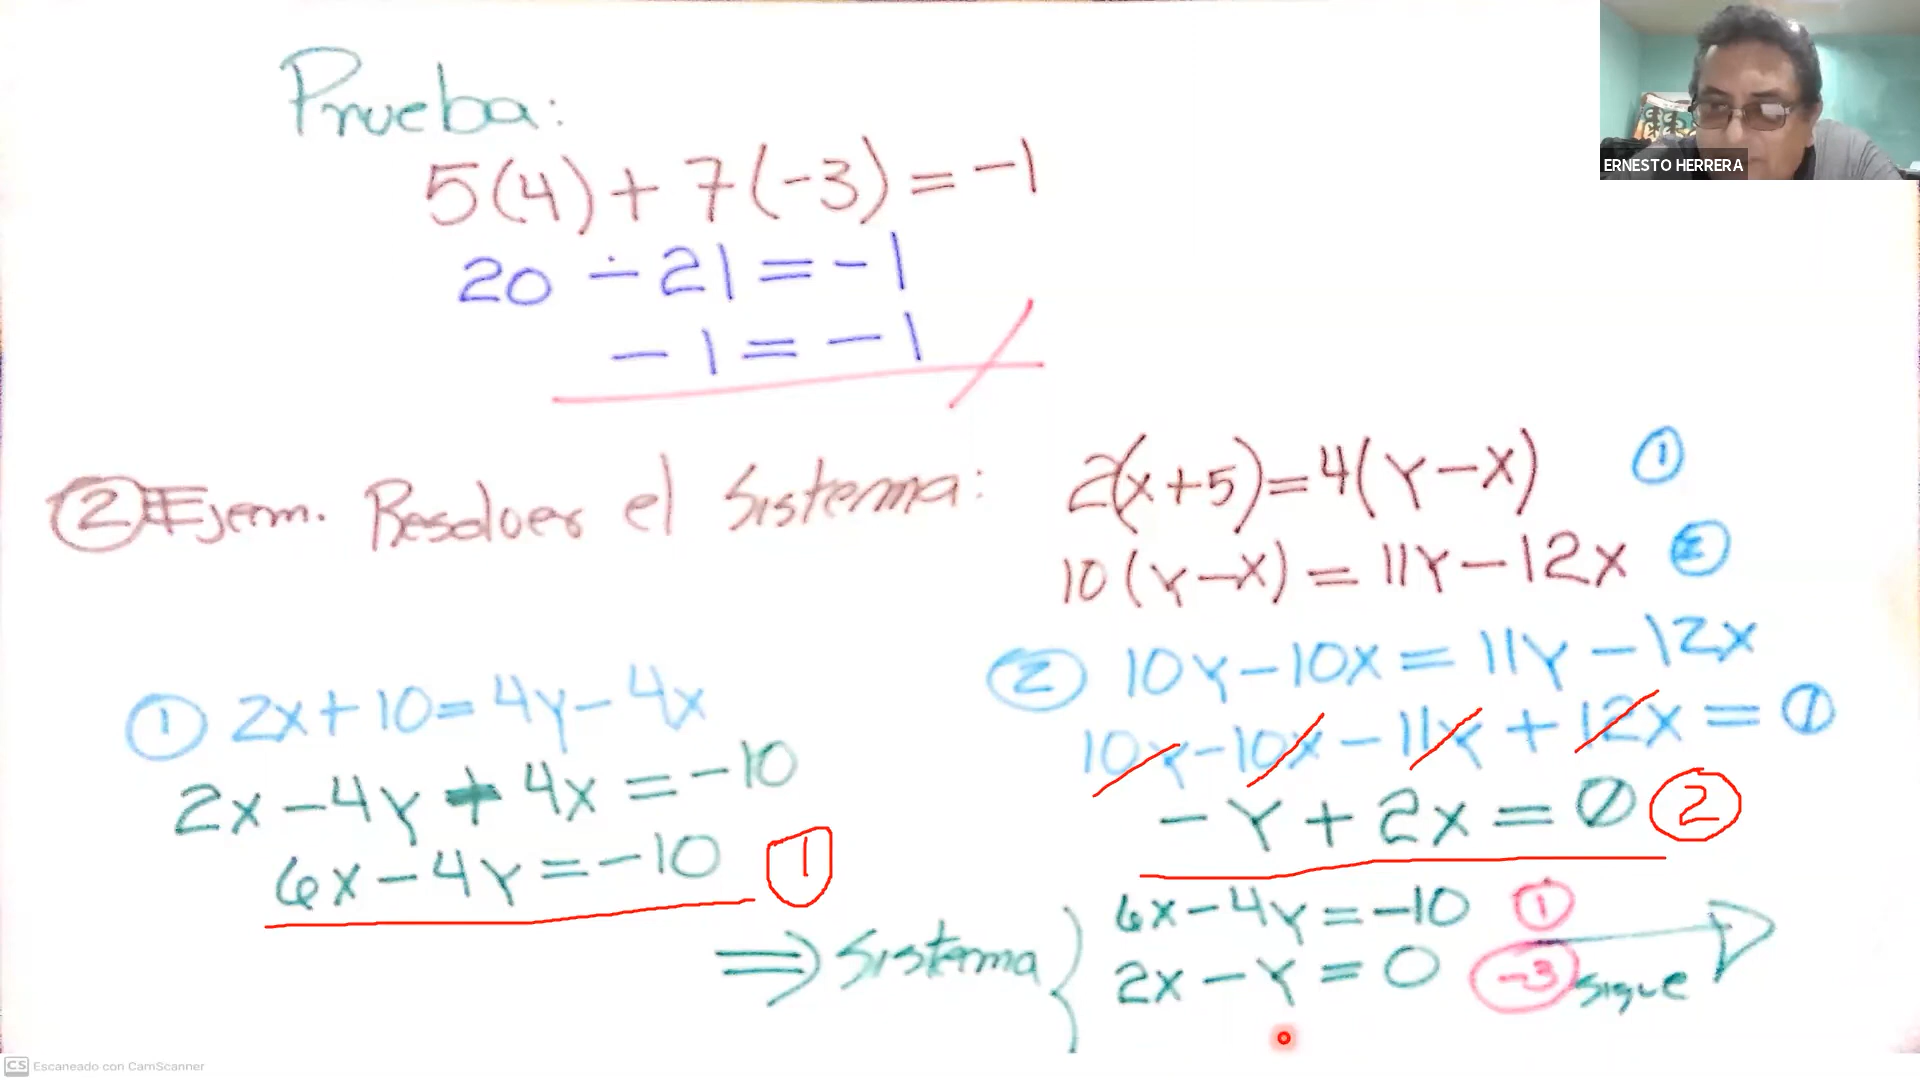 Prueba:
5(4) + 7(-3) = -1
20 - 21 = -1
-1 = -1
② Ejem. Resolver el Sistema: 2(x+5) = 4(Y-X) ①
10(Y-X) = 11Y - 12X ②
① 2x + 10 = 4y - 4x
2x - 4Y + 4x = -10
6x - 4Y = -10 ①
② 10Y - 10X = 11Y - 12X
10Y - 10X - 11Y + 12X = 0
-Y + 2X = 0 ②
⇒ Sistema } 6x - 4Y = -10 ①
2x - Y = 0 -3 Sigue
ERNESTO HERRERA
CS Escaneado con CamScanner